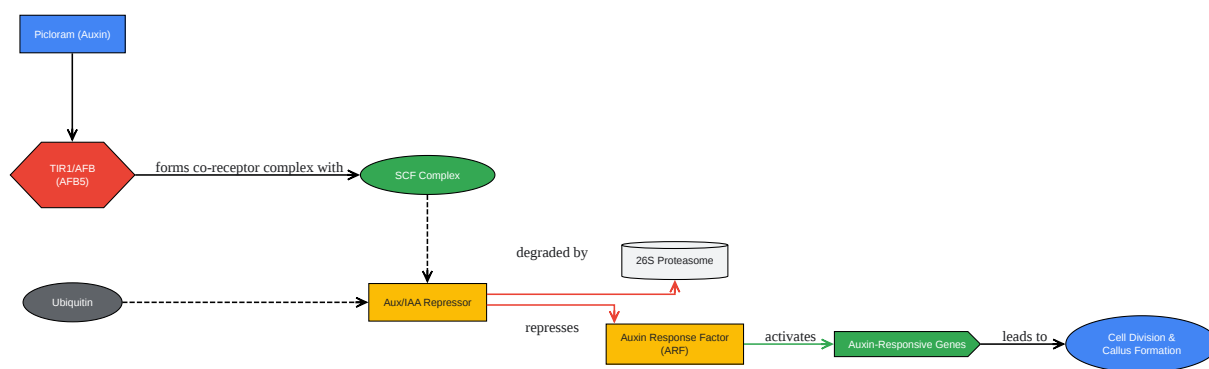 Picloram (Auxin)
TIR1/AFB
(AFB5)
forms co-receptor complex with
SCF Complex
degraded by
26S Proteasome
Ubiquitin
Aux/IAA Repressor
represses
Auxin Response Factor
(ARF)
activates
Auxin-Responsive Genes
leads to
Cell Division &
Callus Formation